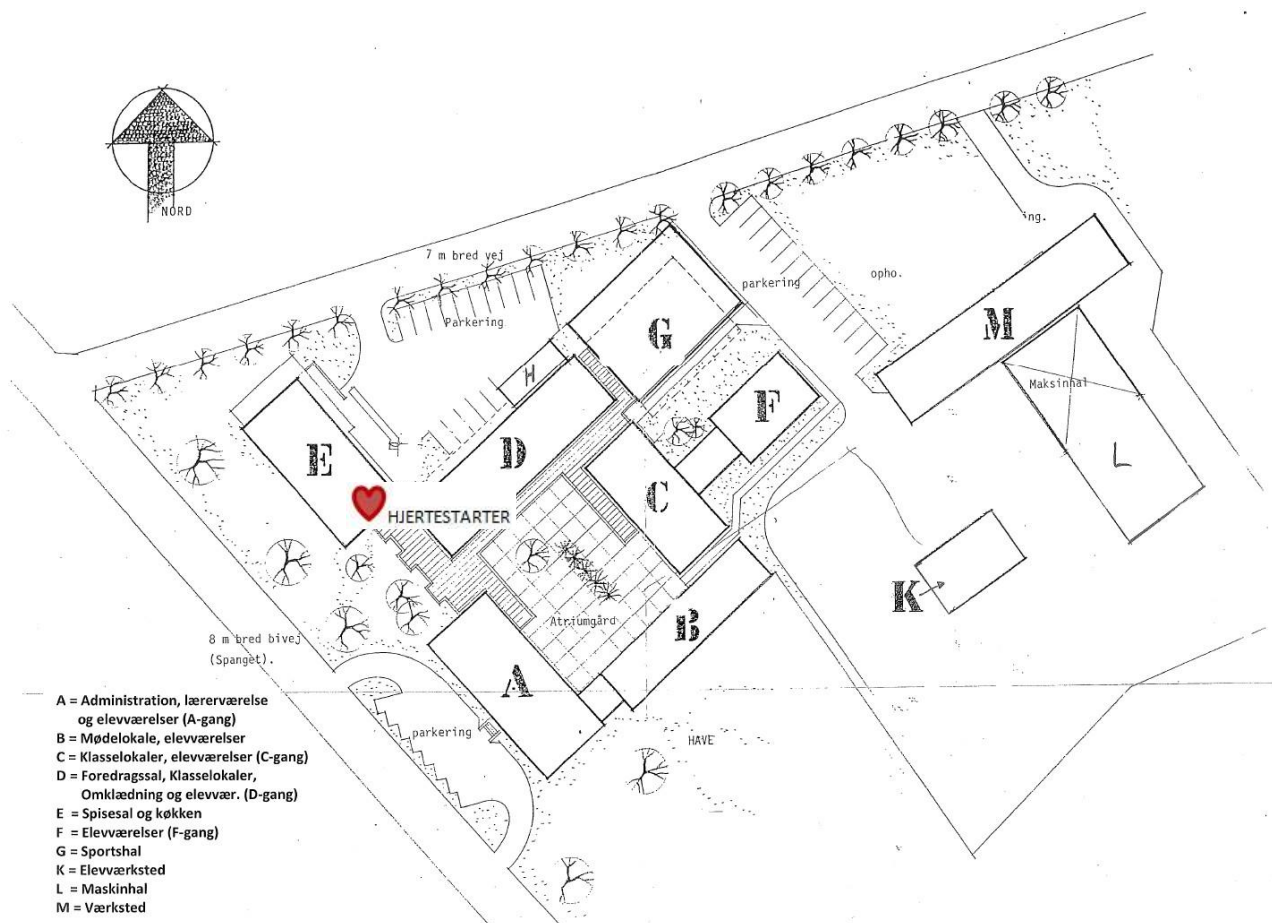 NORD
7 m bred vej
Parkering
parkering
opho.
ing.
G
M
H
F
Maksinhal
E
D
L
C
HJERTESTARTER
K
Atriumgård
B
8 m bred bivej
(Spanget).
A
parkering
HAVE
A = Administration, lærerværelse
og elevværelser (A-gang)
B = Mødelokale, elevværelser
C = Klasselokaler, elevværelser (C-gang)
D = Foredragssal, Klasselokaler,
Omklædning og elevvær. (D-gang)
E = Spisesal og køkken
F = Elevværelser (F-gang)
G = Sportshal
K = Elevværksted
L = Maskinhal
M = Værksted